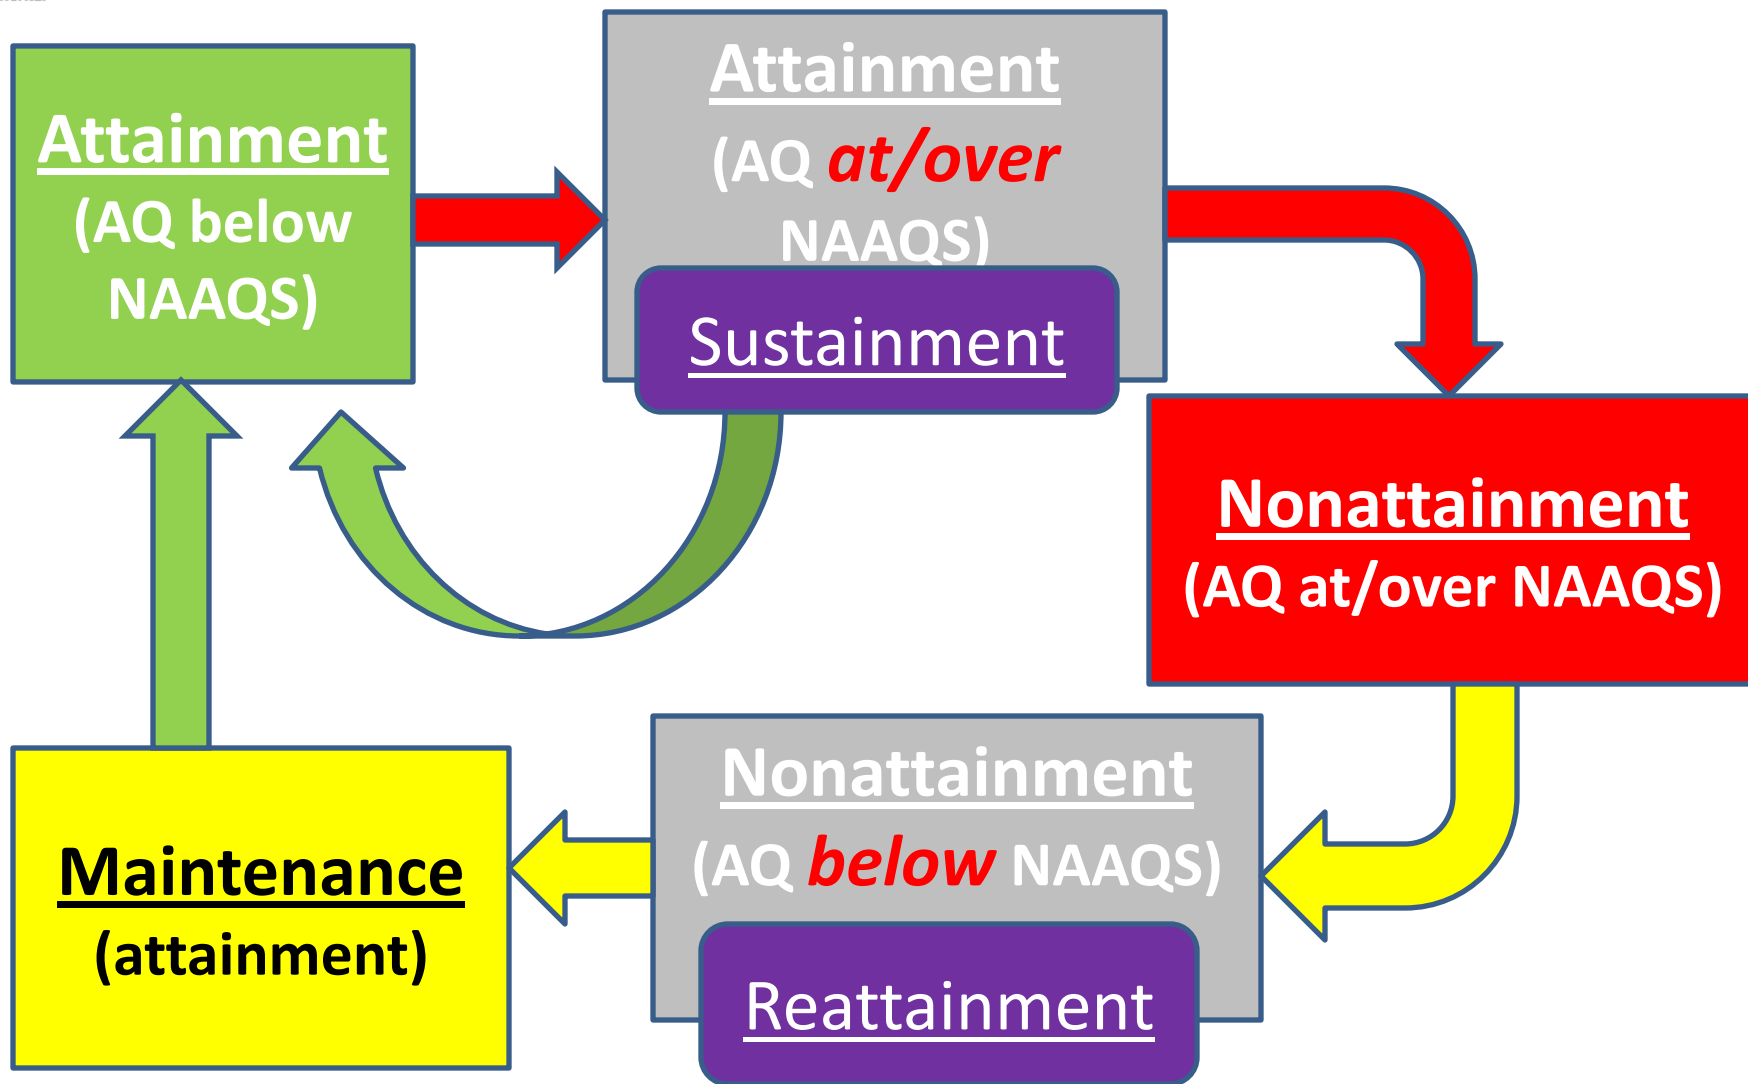 Attainment
(AQ below
NAAQS)
Attainment
(AQ at/over
NAAQS)
Sustainment
Nonattainment
(AQ at/over NAAQS)
Nonattainment
(AQ below NAAQS)
Reattainment
Maintenance
(attainment)